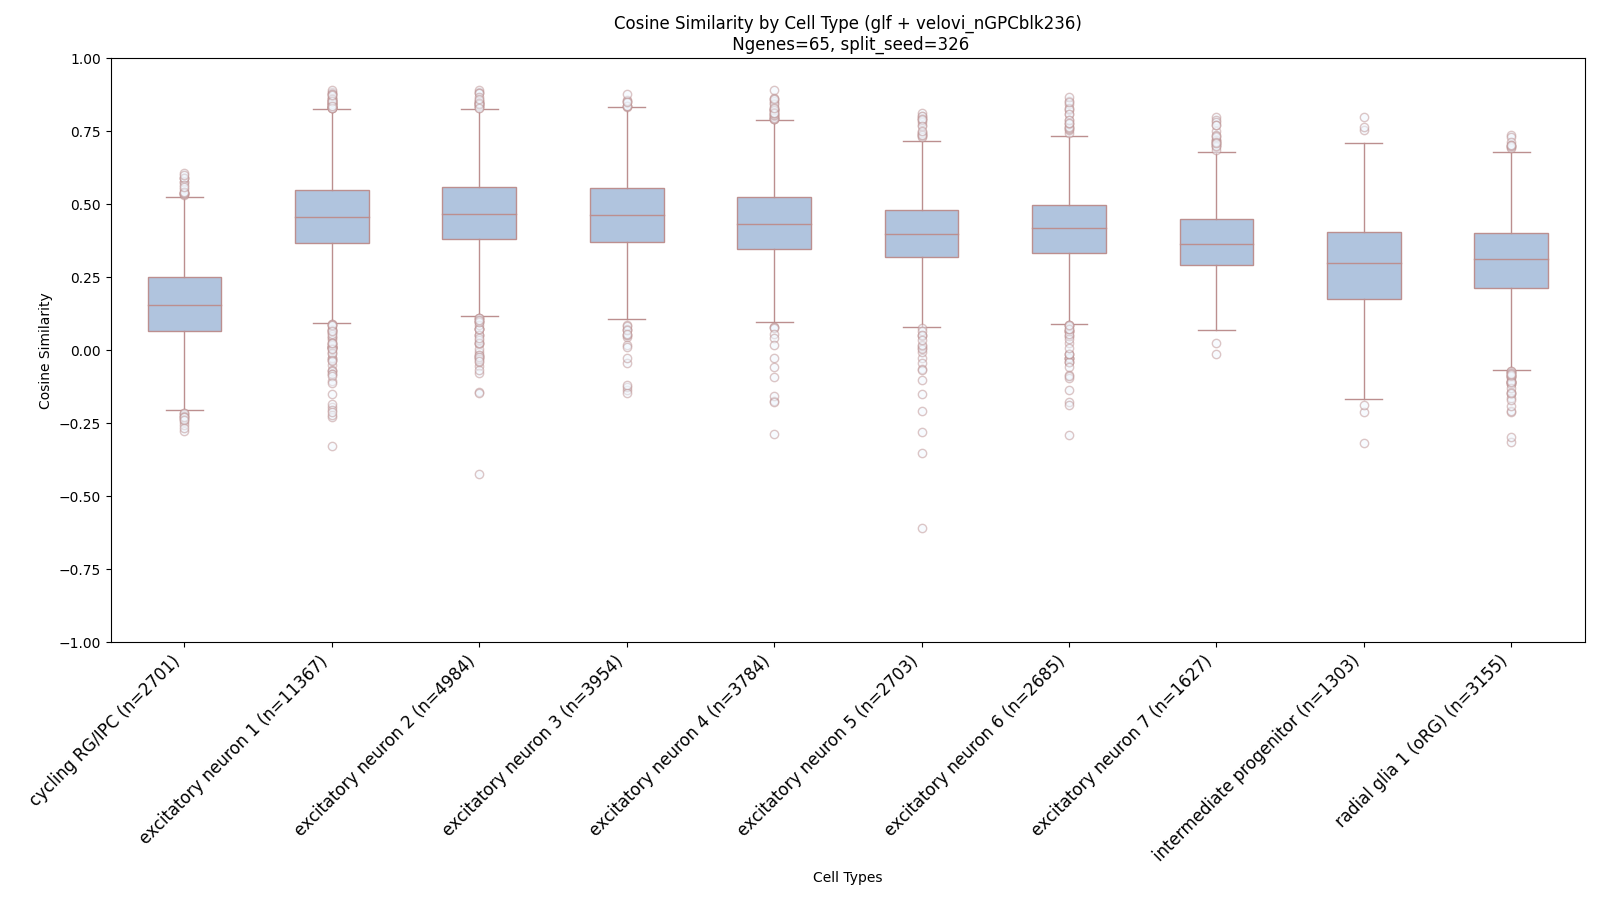 Cosine Similarity by Cell Type (glf + velovi_nGPCblk236)
Ngenes=65, split_seed=326
1.00
0.75
0.50
0.25
0.00
−0.25
−0.50
−0.75
−1.00
Cosine Similarity
cycling RG/IPC (n=2701)
excitatory neuron 1 (n=11367)
excitatory neuron 2 (n=4984)
excitatory neuron 3 (n=3954)
excitatory neuron 4 (n=3784)
excitatory neuron 5 (n=2703)
excitatory neuron 6 (n=2685)
excitatory neuron 7 (n=1627)
intermediate progenitor (n=1303)
radial glia 1 (oRG) (n=3155)
Cell Types